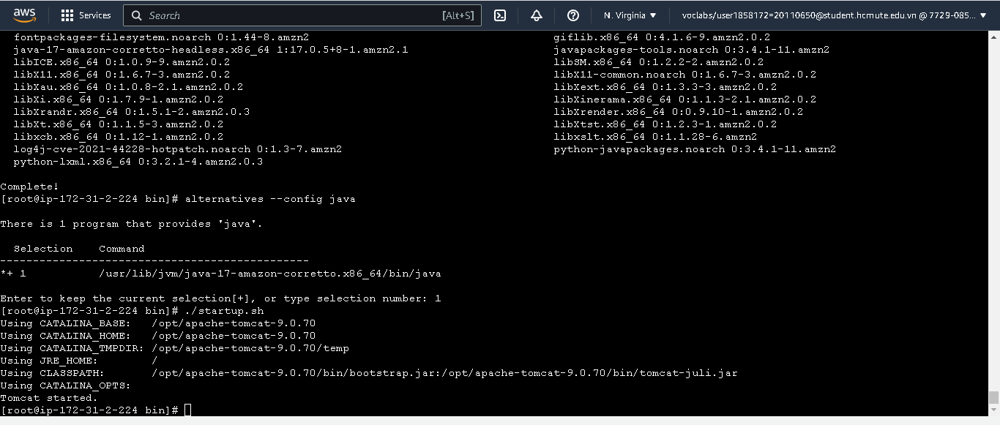 aws Services Search [Alt+S] N. Virginia voclabs/user1858172=20110650@student.hcmute.edu.vn @ 7729-085...
fontpackages-filesystem.noarch 0:1.44-8.amzn2 giflib.x86_64 0:4.1.6-9.amzn2.0.2
java-17-amazon-corretto-headless.x86_64 1:17.0.5+8-1.amzn2.1 javapackages-tools.noarch 0:3.4.1-11.amzn2
libICE.x86_64 0:1.0.9-9.amzn2.0.2 libSM.x86_64 0:1.2.2-2.amzn2.0.2
libX11.x86_64 0:1.6.7-3.amzn2.0.2 libX11-common.noarch 0:1.6.7-3.amzn2.0.2
libXau.x86_64 0:1.0.8-2.1.amzn2.0.2 libXext.x86_64 0:1.3.3-3.amzn2.0.2
libXi.x86_64 0:1.7.9-1.amzn2.0.2 libXinerama.x86_64 0:1.1.3-2.1.amzn2.0.2
libXrandr.x86_64 0:1.5.1-2.amzn2.0.3 libXrender.x86_64 0:0.9.10-1.amzn2.0.2
libXt.x86_64 0:1.1.5-3.amzn2.0.2 libXtst.x86_64 0:1.2.3-1.amzn2.0.2
libxcb.x86_64 0:1.12-1.amzn2.0.2 libxslt.x86_64 0:1.1.28-6.amzn2
log4j-cve-2021-44228-hotpatch.noarch 0:1.3-7.amzn2 python-javapackages.noarch 0:3.4.1-11.amzn2
python-lxml.x86_64 0:3.2.1-4.amzn2.0.3
Complete!
[root@ip-172-31-2-224 bin]# alternatives --config java
There is 1 program that provides 'java'.
Selection Command
-----------------------------------------------
*+ 1 /usr/lib/jvm/java-17-amazon-corretto.x86_64/bin/java
Enter to keep the current selection[+], or type selection number: 1
[root@ip-172-31-2-224 bin]# ./startup.sh
Using CATALINA_BASE: /opt/apache-tomcat-9.0.70
Using CATALINA_HOME: /opt/apache-tomcat-9.0.70
Using CATALINA_TMPDIR: /opt/apache-tomcat-9.0.70/temp
Using JRE_HOME: /
Using CLASSPATH: /opt/apache-tomcat-9.0.70/bin/bootstrap.jar:/opt/apache-tomcat-9.0.70/bin/tomcat-juli.jar
Using CATALINA_OPTS:
Tomcat started.
[root@ip-172-31-2-224 bin]#